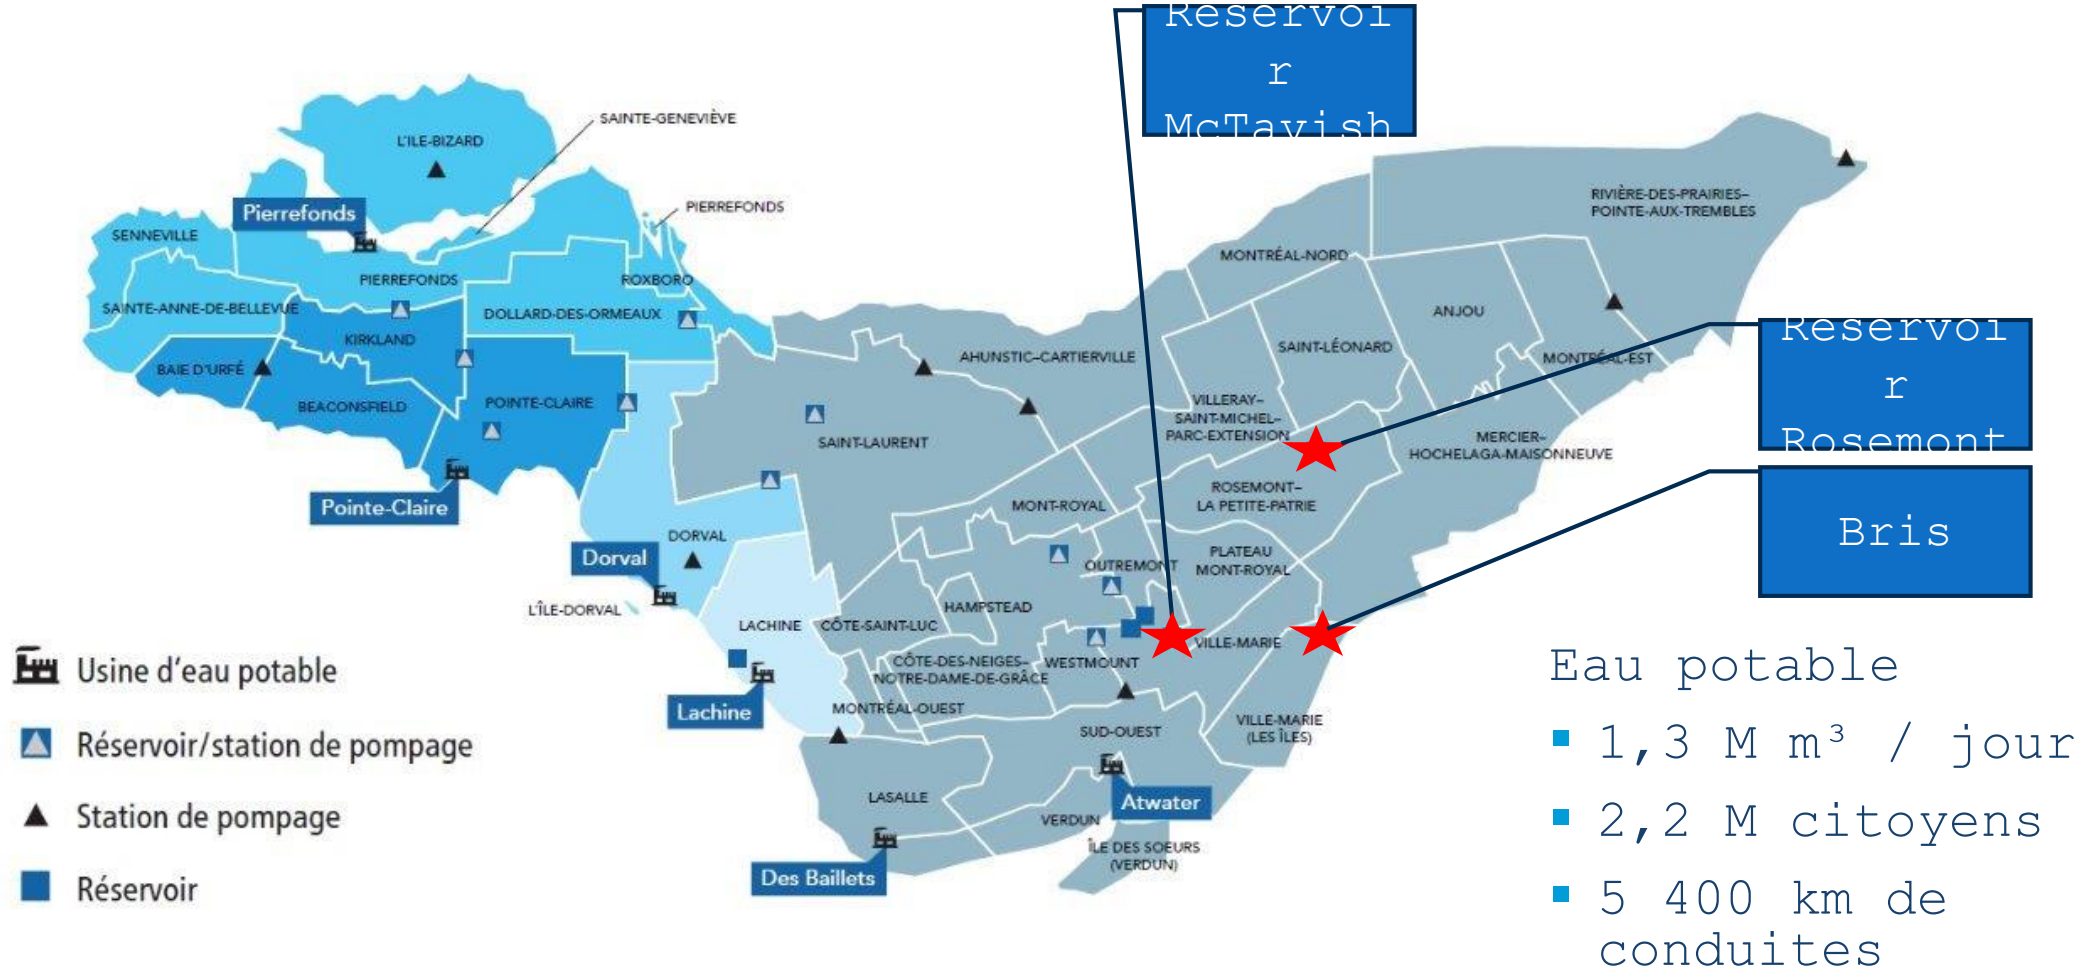 Reservoi
r
McTavish
SAINTE-GENEVIÈVE
L'ILE-BIZARD
Pierrefonds
PIERREFONDS
RIVIÈRE-DES-PRAIRIES–
POINTE-AUX-TREMBLES
SENNEVILLE
MONTRÉAL-NORD
PIERREFONDS
ROXBORO
SAINTE-ANNE-DE-BELLEVUE
DOLLARD-DES-ORMEAUX
ANJOU
KIRKLAND
SAINT-LÉONARD
Reservoi
r
Rosemont
AHUNSTIC–CARTIERVILLE
MONTRÉAL-EST
BAIE D'URFÉ
BEACONSFIELD
POINTE-CLAIRE
VILLERAY–
SAINT-MICHEL–
PARC-EXTENSION
SAINT-LAURENT
MERCIER–
HOCHELAGA-MAISONNEUVE
Pointe-Claire
ROSEMONT–
LA PETITE-PATRIE
MONT-ROYAL
Bris
DORVAL
Dorval
OUTREMONT
PLATEAU
MONT-ROYAL
L'ÎLE-DORVAL
HAMPSTEAD
LACHINE
CÔTE-SAINT-LUC
VILLE-MARIE
CÔTE-DES-NEIGES–
NOTRE-DAME-DE-GRÂCE
WESTMOUNT
Lachine
MONTRÉAL-OUEST
SUD-OUEST
VILLE-MARIE
(LES ÎLES)
LASALLE
Atwater
VERDUN
ÎLE DES SOEURS
(VERDUN)
Des Baillets
Usine d'eau potable
Réservoir/station de pompage
Station de pompage
Réservoir
Eau potable
▪ 1,3 M m³ / jour
▪ 2,2 M citoyens
▪ 5 400 km de
conduites